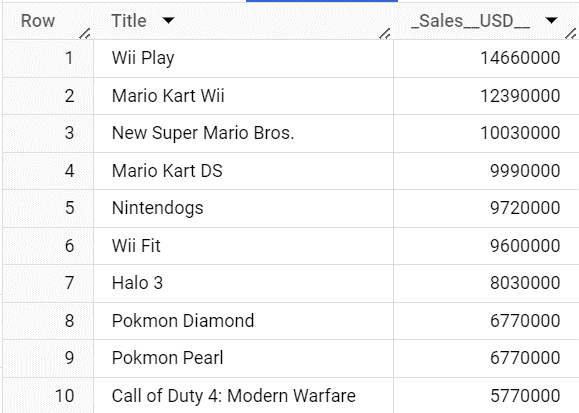 Row Title _Sales__USD__
1 Wii Play 14660000
2 Mario Kart Wii 12390000
3 New Super Mario Bros. 10030000
4 Mario Kart DS 9990000
5 Nintendogs 9720000
6 Wii Fit 9600000
7 Halo 3 8030000
8 Pokmon Diamond 6770000
9 Pokmon Pearl 6770000
10 Call of Duty 4: Modern Warfare 5770000